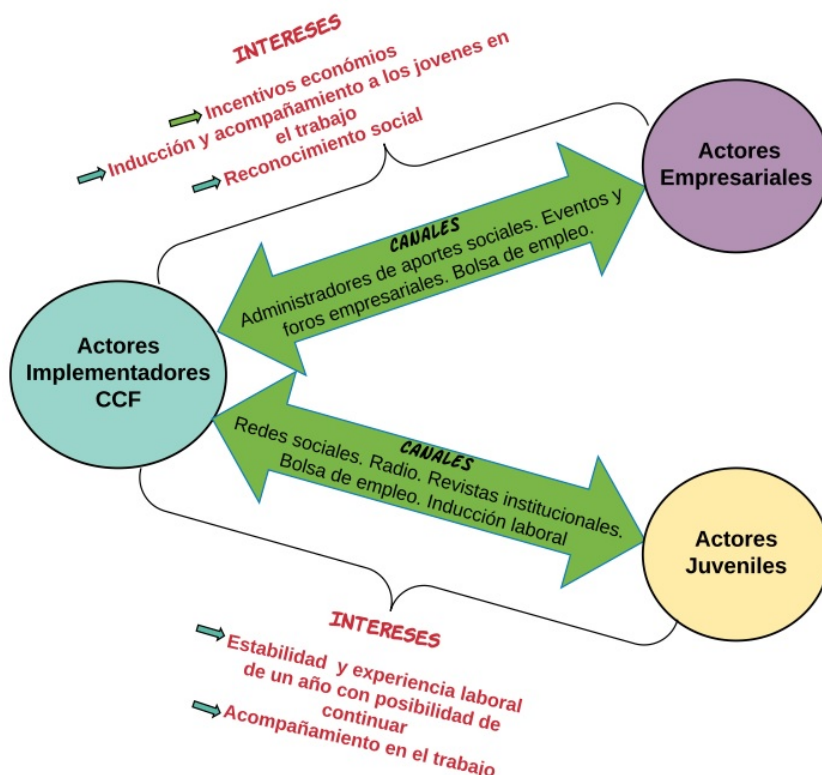 INTERESES
Incentivos económios
Inducción y acompañamiento a los jovenes en
el trabajo
Reconocimiento social
Actores
Empresariales
CANALES
Administradores de aportes sociales. Eventos y
foros empresariales. Bolsa de empleo.
Actores
Implementadores
CCF
CANALES
Redes sociales. Radio. Revistas institucionales.
Bolsa de empleo. Inducción laboral
Actores
Juveniles
INTERESES
Estabilidad y experiencia laboral
de un año con posibilidad de
continuar
Acompañamiento en el trabajo